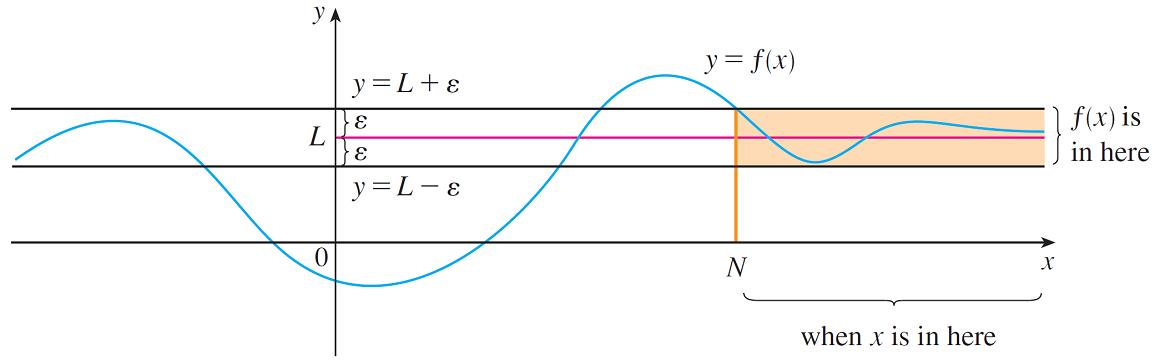 y
y = f(x)
y = L + ε
ε
L
ε
f(x) is
in here
y = L − ε
0
N
x
when x is in here